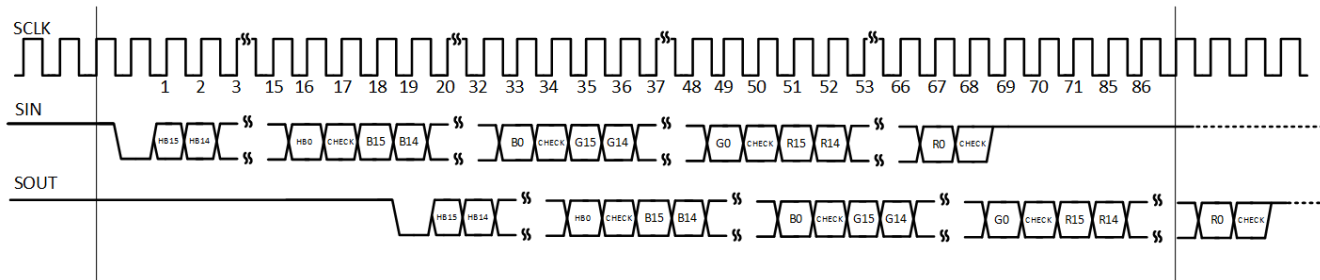 SCLK
1 2 3 15 16 17 18 19 20 32 33 34 35 36 37 48 49 50 51 52 53 66 67 68 69 70 71 85 86
SIN
HB15 HB14 HB0 CHECK B15 B14 B0 CHECK G15 G14 G0 CHECK R15 R14 R0 CHECK
SOUT
HB15 HB14 HB0 CHECK B15 B14 B0 CHECK G15 G14 G0 CHECK R15 R14 R0 CHECK